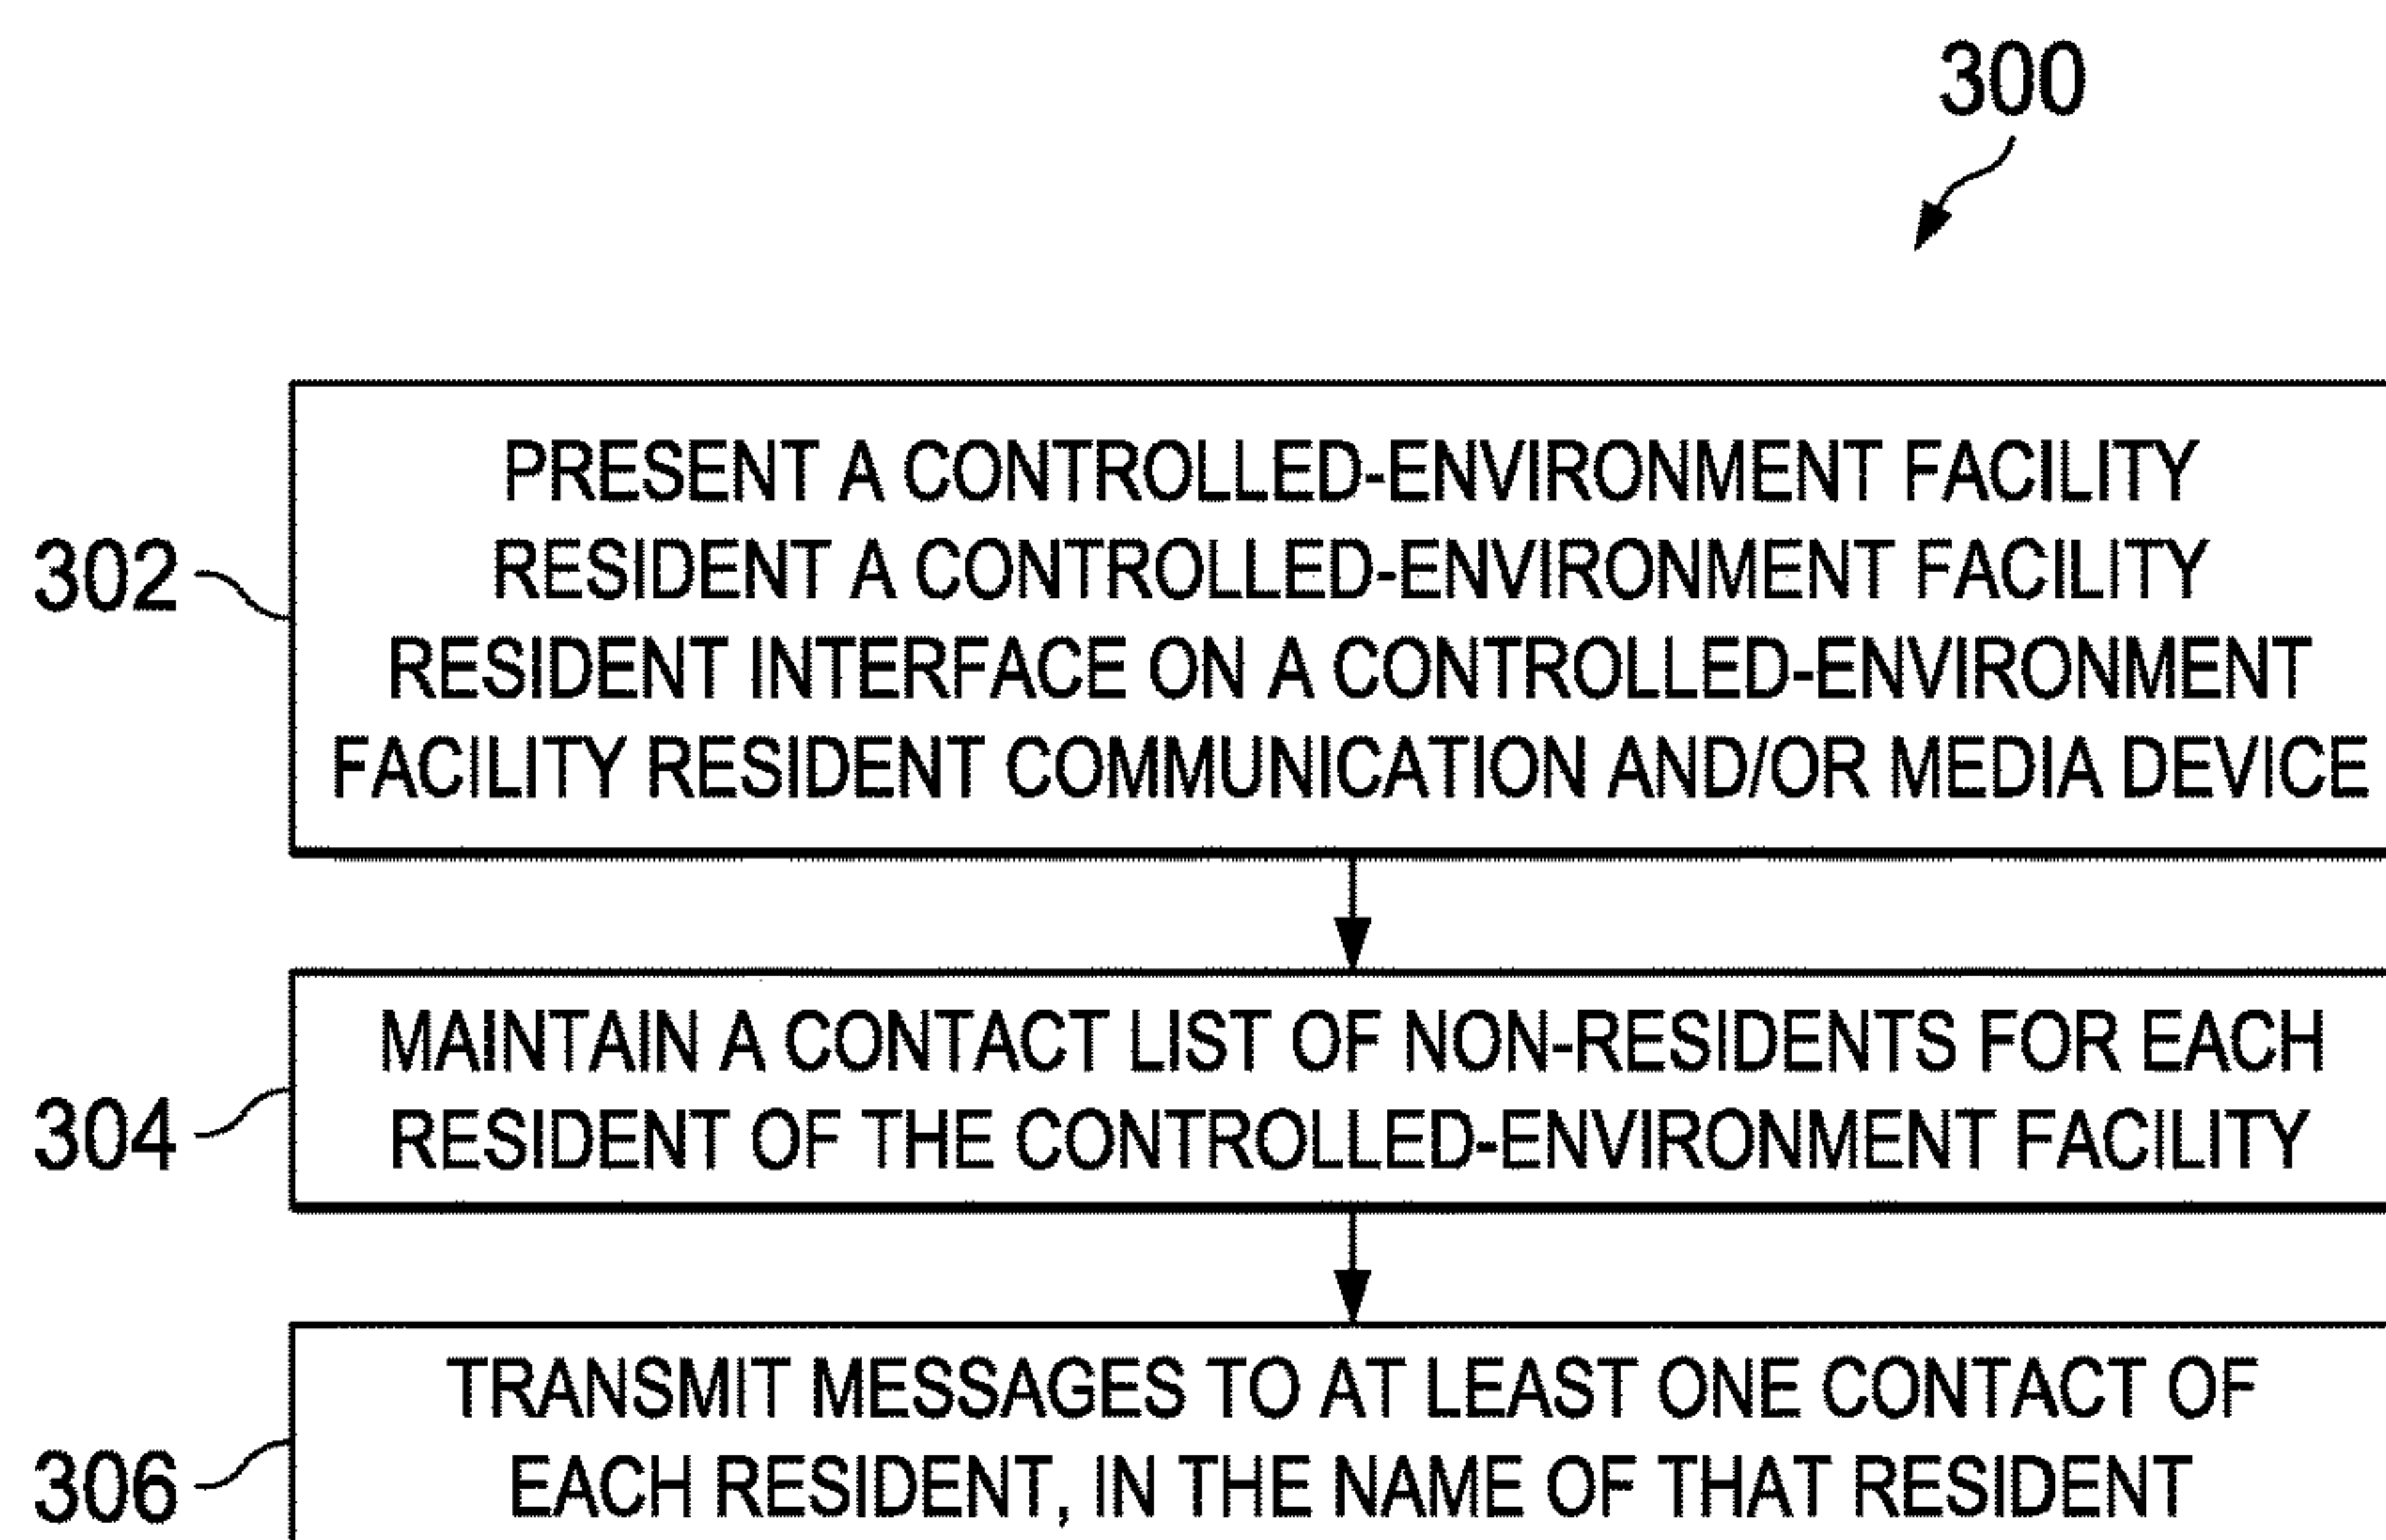 300
302
PRESENT A CONTROLLED-ENVIRONMENT FACILITY
RESIDENT A CONTROLLED-ENVIRONMENT FACILITY
RESIDENT INTERFACE ON A CONTROLLED-ENVIRONMENT
FACILITY RESIDENT COMMUNICATION AND/OR MEDIA DEVICE
304
MAINTAIN A CONTACT LIST OF NON-RESIDENTS FOR EACH
RESIDENT OF THE CONTROLLED-ENVIRONMENT FACILITY
306
TRANSMIT MESSAGES TO AT LEAST ONE CONTACT OF
EACH RESIDENT, IN THE NAME OF THAT RESIDENT